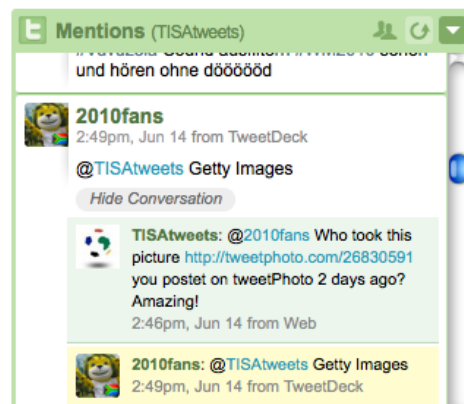 Mentions (TISAtweets)
und hören ohne döööööd
2010fans
2:49pm, Jun 14 from TweetDeck
@TISAtweets Getty Images
Hide Conversation
TISAtweets: @2010fans Who took this
picture http://tweetphoto.com/26830591
you postet on tweetPhoto 2 days ago?
Amazing!
2:46pm, Jun 14 from Web
2010fans: @TISAtweets Getty Images
2:49pm, Jun 14 from TweetDeck